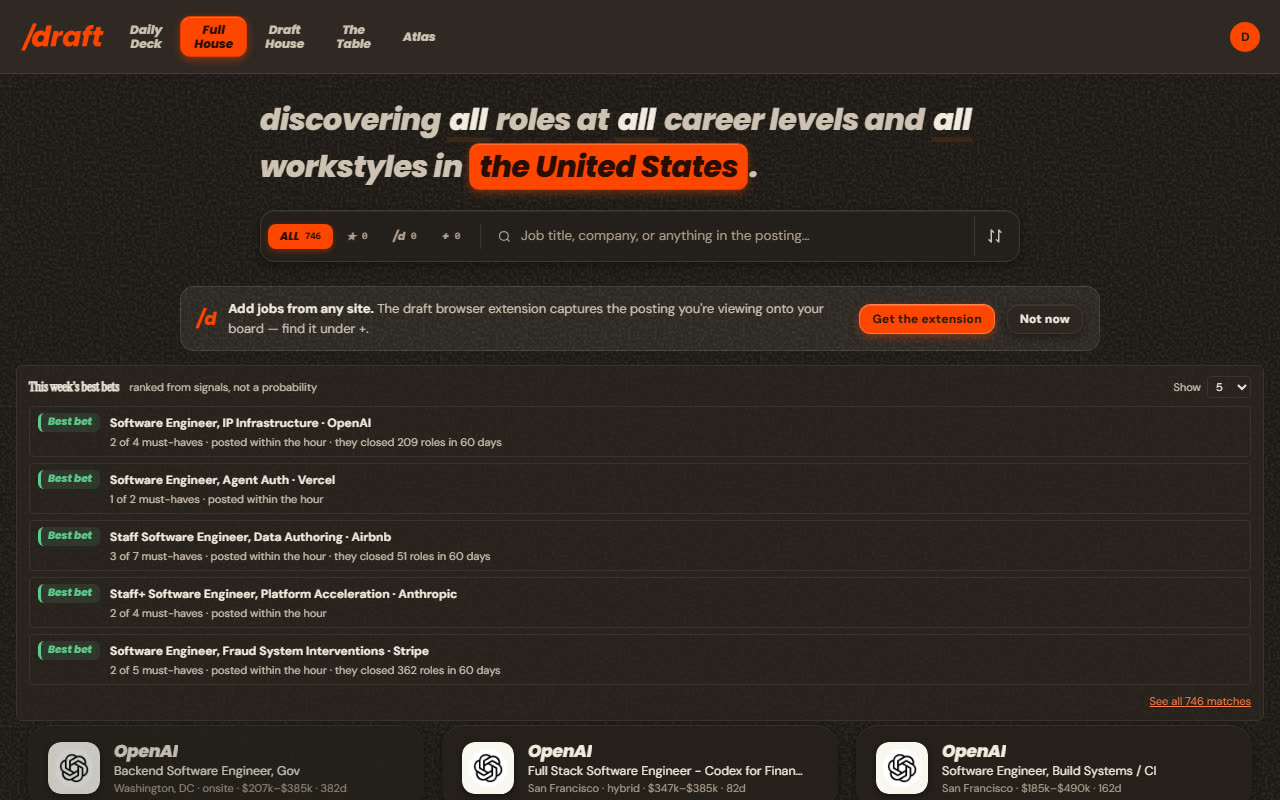 /draft
Daily Deck
Full House
Draft House
The Table
Atlas
D
discovering all roles at all career levels and all
workstyles in the United States .
ALL 746
★ 0
/d 0
+ 0
Job title, company, or anything in the posting...
/d
Add jobs from any site. The draft browser extension captures the posting you're viewing onto your
board — find it under +.
Get the extension
Not now
This week's best bets ranked from signals, not a probability
Show 5
Best bet
Software Engineer, IP Infrastructure · OpenAI
2 of 4 must-haves · posted within the hour · they closed 209 roles in 60 days
Best bet
Software Engineer, Agent Auth · Vercel
1 of 2 must-haves · posted within the hour
Best bet
Staff Software Engineer, Data Authoring · Airbnb
3 of 7 must-haves · posted within the hour · they closed 51 roles in 60 days
Best bet
Staff+ Software Engineer, Platform Acceleration · Anthropic
2 of 4 must-haves · posted within the hour
Best bet
Software Engineer, Fraud System Interventions · Stripe
2 of 5 must-haves · posted within the hour · they closed 362 roles in 60 days
See all 746 matches
OpenAI
Backend Software Engineer, Gov
Washington, DC · onsite · $207k–$385k · 382d
OpenAI
Full Stack Software Engineer - Codex for Finan...
San Francisco · hybrid · $347k–$385k · 82d
OpenAI
Software Engineer, Build Systems / CI
San Francisco · $185k–$490k · 162d